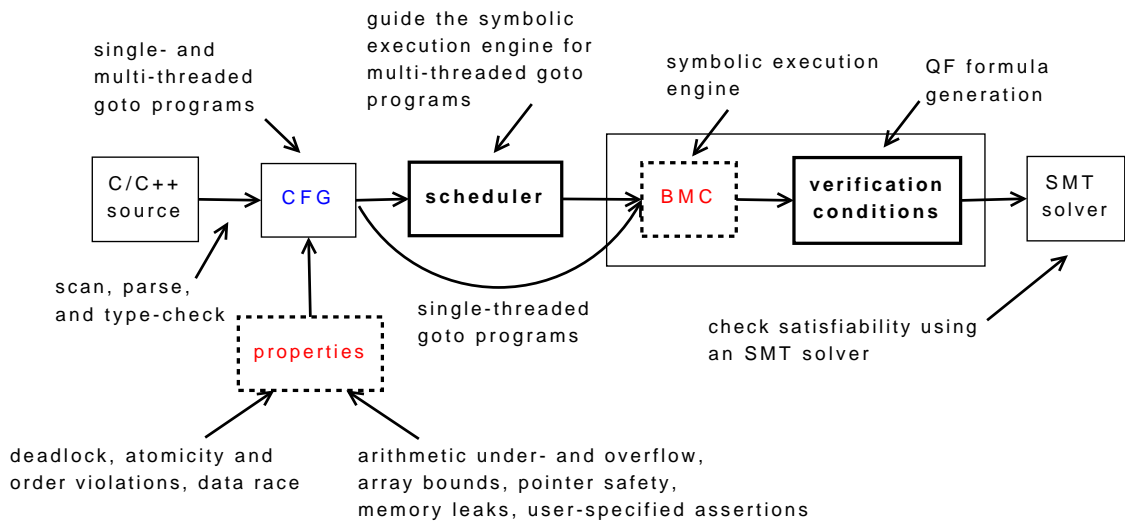 guide the symbolic
execution engine for
multi-threaded goto
programs
single- and
multi-threaded
goto programs
symbolic execution
engine
QF formula
generation
C/C++
source
CFG
scheduler
BMC
verification
conditions
SMT
solver
scan, parse,
and type-check
single-threaded
goto programs
check satisfiability using
an SMT solver
properties
deadlock, atomicity and
order violations, data race
arithmetic under- and overflow,
array bounds, pointer safety,
memory leaks, user-specified assertions